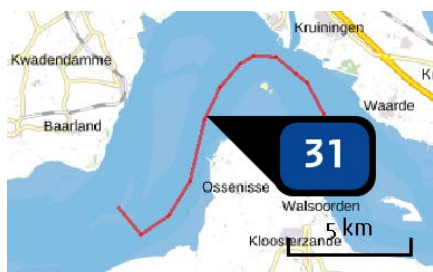 Kruiningen
Kwadendamme
Waarde
Baarland
31
Ossenisse
Walsoorden
5 km
Kloosterzande